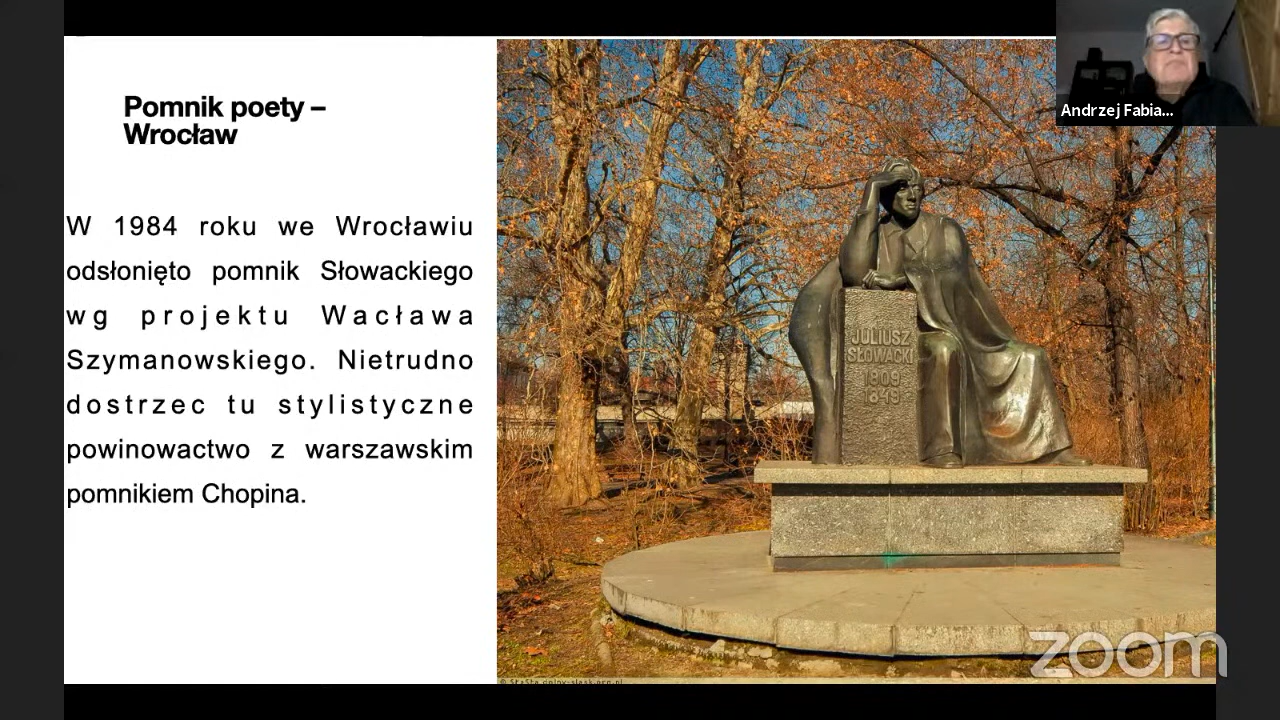 Andrzej Fabia...
Pomnik poety –
Wrocław
W 1984 roku we Wrocławiu
odsłonięto pomnik Słowackiego
wg projektu Wacława
Szymanowskiego. Nietrudno
dostrzec tu stylistyczne
powinowactwo z warszawskim
pomnikiem Chopina.
JULIUSZ
SŁOWACKI
1809
1849
zoom